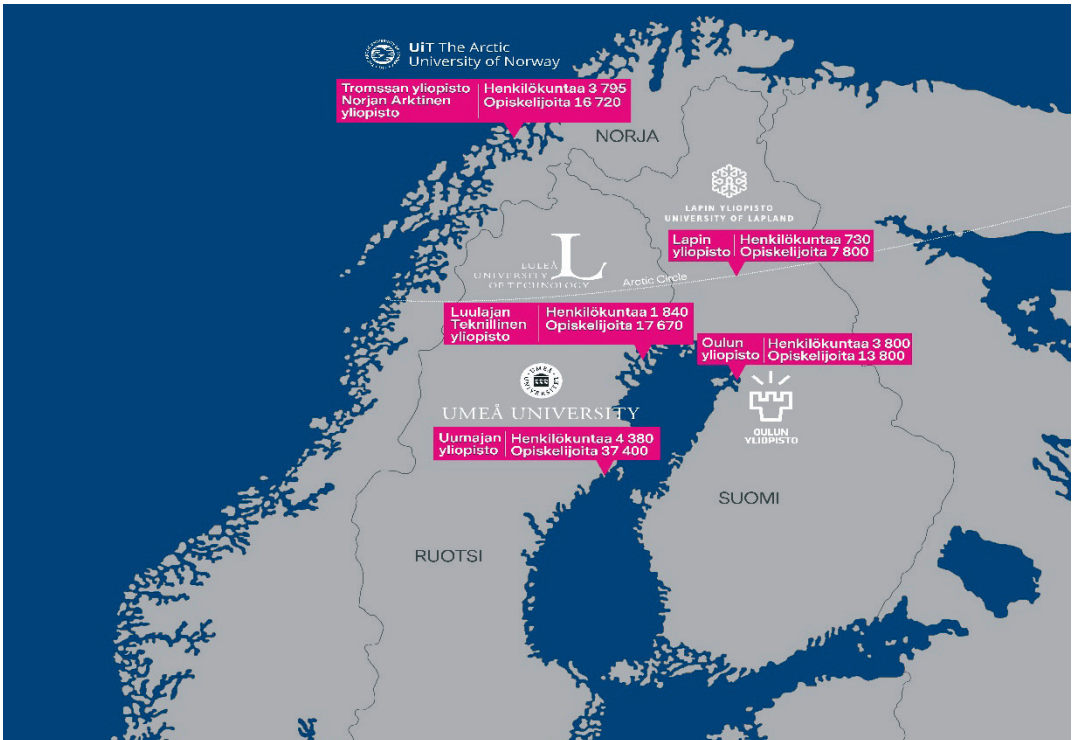 UiT The Arctic
University of Norway
Tromssan yliopisto
Norjan Arktinen
yliopisto
Henkilökuntaa 3 795
Opiskelijoita 16 720
NORJA
LAPIN YLIOPISTO
UNIVERSITY OF LAPLAND
Lapin
yliopisto
Henkilökuntaa 730
Opiskelijoita 7 800
LULEÅ
UNIVERSITY
OF TECHNOLOGY
L
Arctic Circle
Luulajan
Teknillinen
yliopisto
Henkilökuntaa 1 840
Opiskelijoita 17 670
Oulun
yliopisto
Henkilökuntaa 3 800
Opiskelijoita 13 800
OULUN
YLIOPISTO
UMEÅ UNIVERSITY
Uumajan
yliopisto
Henkilökuntaa 4 380
Opiskelijoita 37 400
SUOMI
RUOTSI